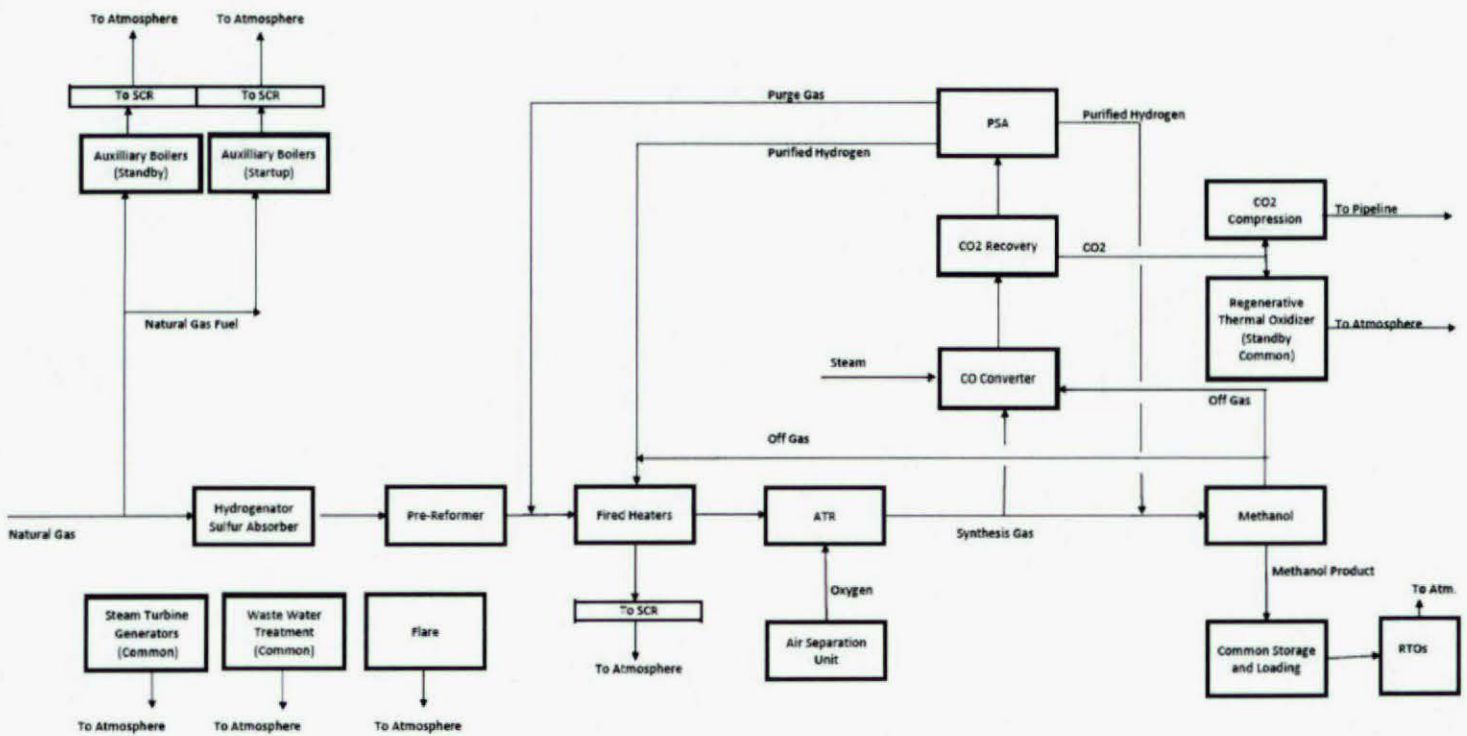 To Atmosphere
To Atmosphere
To SCR
To SCR
Auxilliary Boilers
(Standby)
Auxilliary Boilers
(Startup)
Natural Gas Fuel
Purge Gas
Purified Hydrogen
PSA
Purified Hydrogen
CO2 Recovery
CO2
CO2
Compression
To Pipeline
Regenerative
Thermal Oxidizer
(Standby
Common)
To Atmosphere
Steam
CO Converter
Off Gas
Off Gas
Natural Gas
Hydrogenator
Sulfur Absorber
Pre-Reformer
Fired Heaters
ATR
Synthesis Gas
Methanol
Methanol Product
Steam Turbine
Generators
(Common)
Waste Water
Treatment
(Common)
Flare
To SCR
To Atmosphere
Oxygen
Air Separation
Unit
Common Storage
and Loading
To Atm.
RTOs
To Atmosphere
To Atmosphere
To Atmosphere